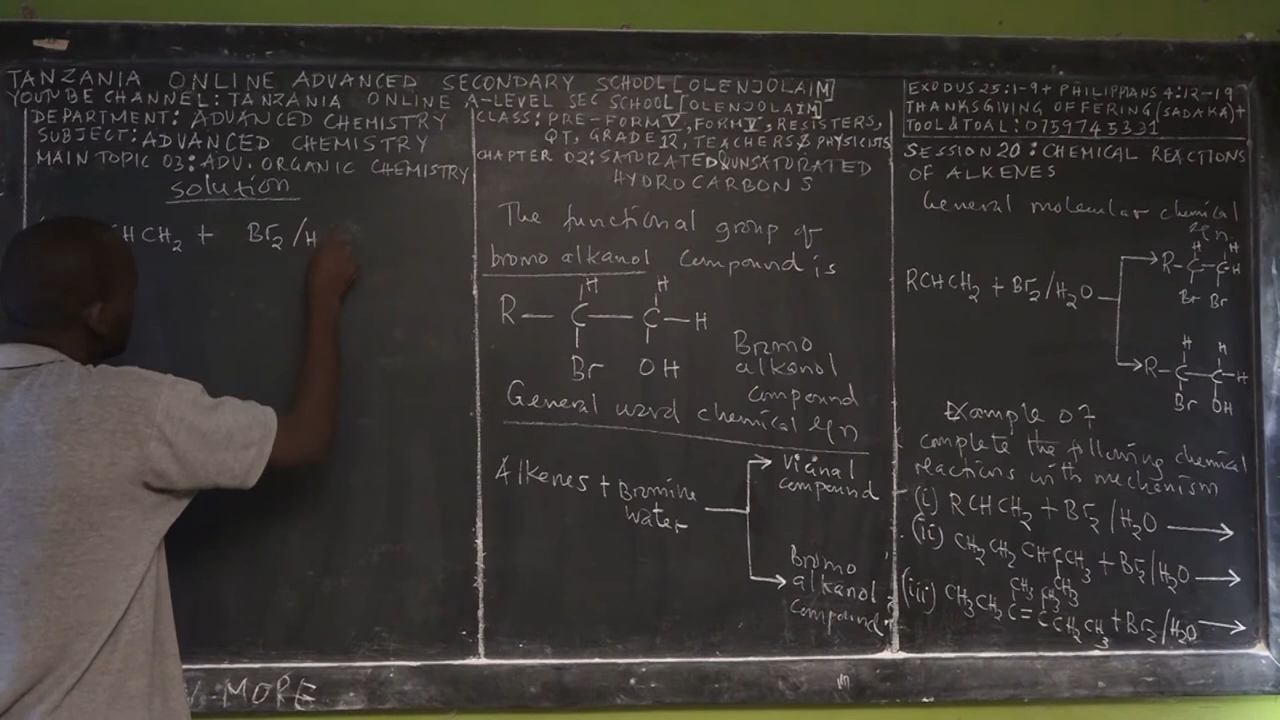 TANZANIA ONLINE ADVANCED SECONDARY SCHOOL [OLENJOLAIM]
YOUTUBE CHANNEL: TANZANIA ONLINE A-LEVEL SEC SCHOOL [OLENJOLAIM]
DEPARTMENT: ADVANCED CHEMISTRY
SUBJECT: ADVANCED CHEMISTRY
MAIN TOPIC 03: ADV. ORGANIC CHEMISTRY
solution
HCH2 + Br2/H
MORE
CLASS: PRE-FORM V, FORM V, RESISTERS,
QT, GRADE 12, TEACHERS & PHYSICISTS
CHAPTER 02: SATURATED & UNSATURATED
HYDROCARBONS
The functional group of
bromo alkanol compound is
H H
R — C — C — H
Br OH
Bromo
alkanol
compound
General word chemical eqn
Alkenes + Bromine
water
Vicinal
compound
Bromo
alkanol
compound
EXODUS 25:1-9 + PHILIPPIANS 4:12-19
THANKSGIVING OFFERING (SADAKA) +
TOOL & TOAL: 0759745331
SESSION 20: CHEMICAL REACTIONS
OF ALKENES
General molecular chemical
eqn
RCHCH2 + Br2/H2O
H H
R-C-C-H
Br Br
H H
R-C-C-H
Br OH
Example 07
complete the following chemical
reactions with mechanism
(i) RCHCH2 + Br2/H2O →
(ii) CH3CH2CHCCH3 + Br2/H2O →
CH3
(iii) CH3CH2C=CCH2CH3 + Br2/H2O →